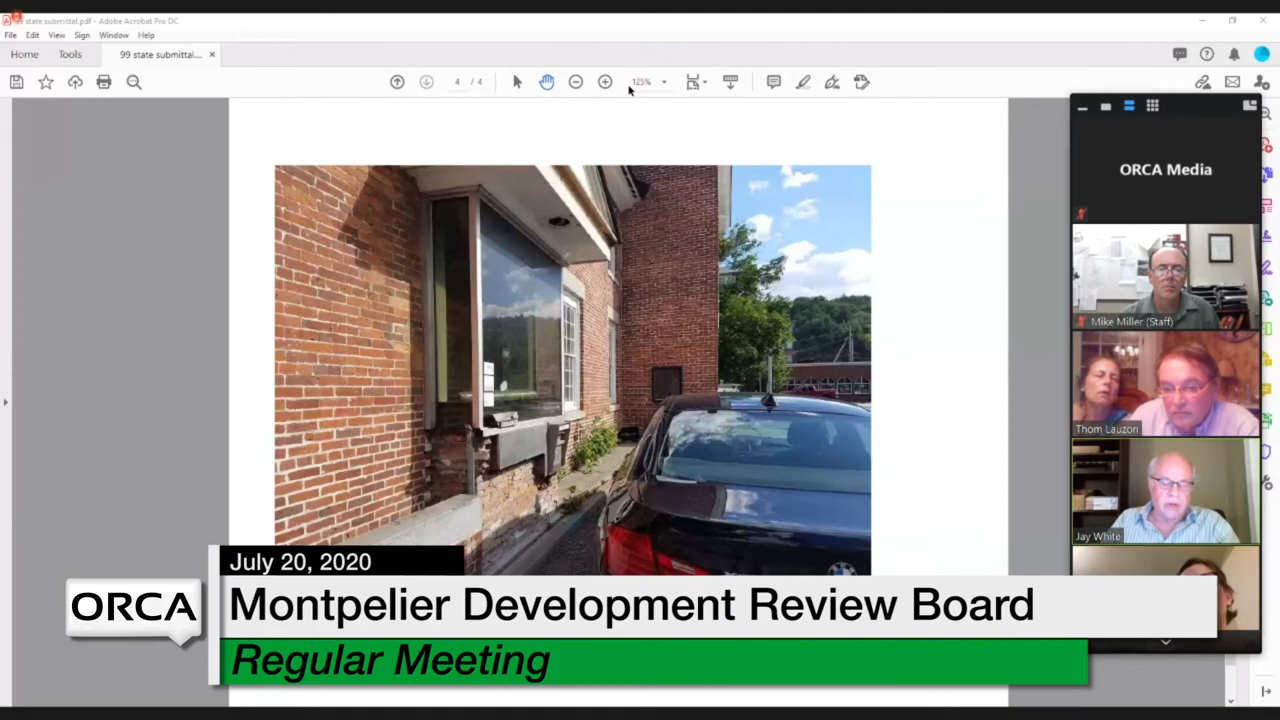 99 state submittal.pdf - Adobe Acrobat Pro DC
File Edit View Sign Window Help
Home Tools 99 state submittal... ×
4 / 4 125%
ORCA Media
Mike Miller (Staff)
Thom Lauzon
Jay White
July 20, 2020
ORCA
Montpelier Development Review Board
Regular Meeting